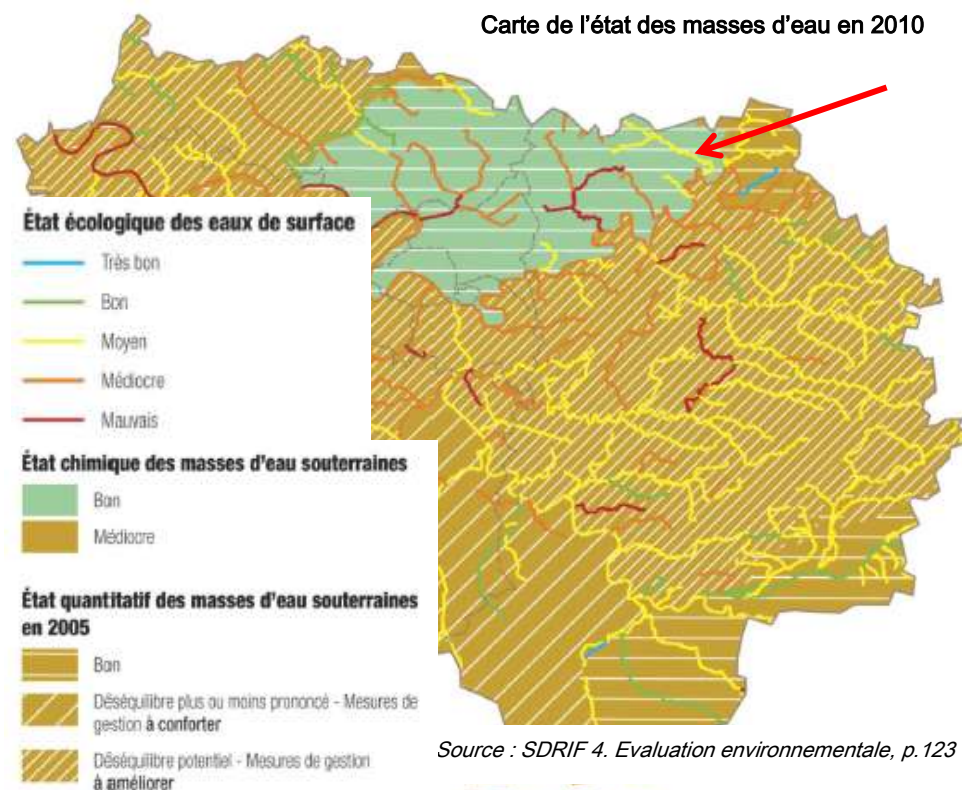 Carte de l'état des masses d'eau en 2010
État écologique des eaux de surface
Très bon
Bon
Moyen
Médiocre
Mauvais
État chimique des masses d'eau souterraines
Bon
Médiocre
État quantitatif des masses d'eau souterraines
en 2005
Bon
Déséquilibre plus ou moins prononcé - Mesures de
gestion à conforter
Déséquilibre potentiel - Mesures de gestion
à améliorer
Source : SDRIF 4. Evaluation environnementale, p.123